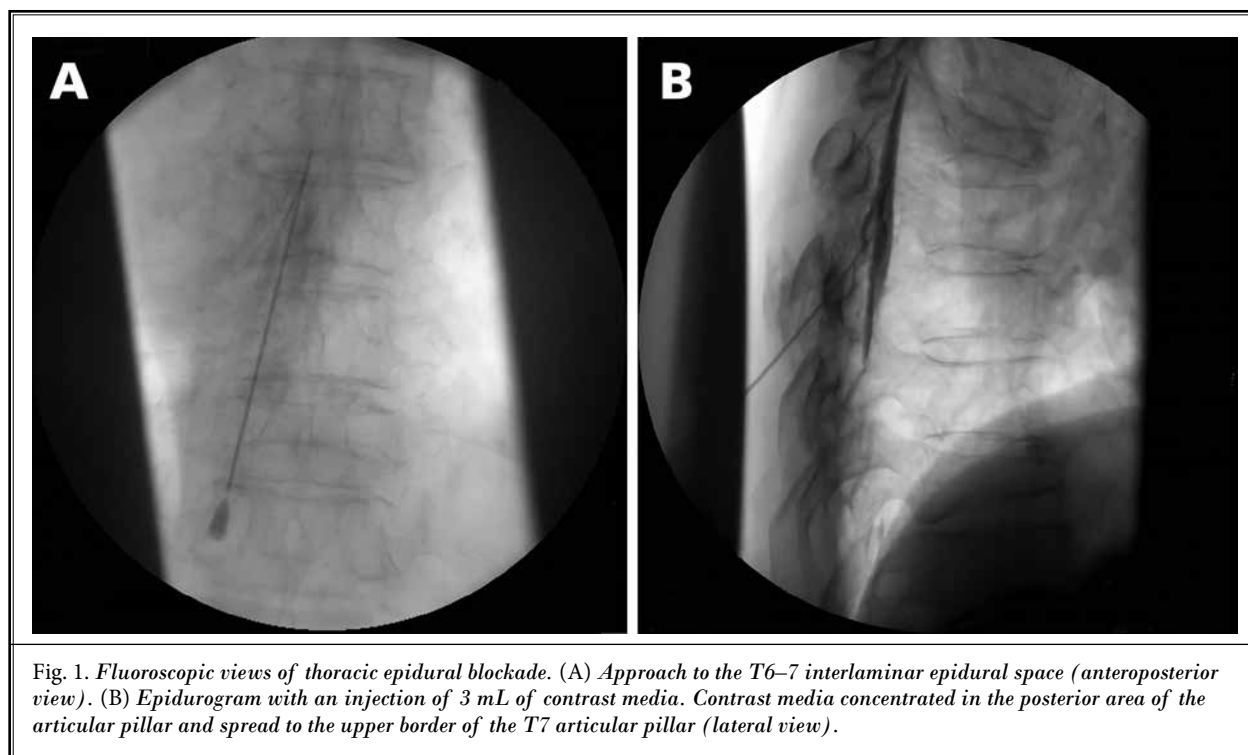 A
B
Fig. 1. Fluoroscopic views of thoracic epidural blockade. (A) Approach to the T6–7 interlaminar epidural space (anteroposterior
view). (B) Epidurogram with an injection of 3 mL of contrast media. Contrast media concentrated in the posterior area of the
articular pillar and spread to the upper border of the T7 articular pillar (lateral view).